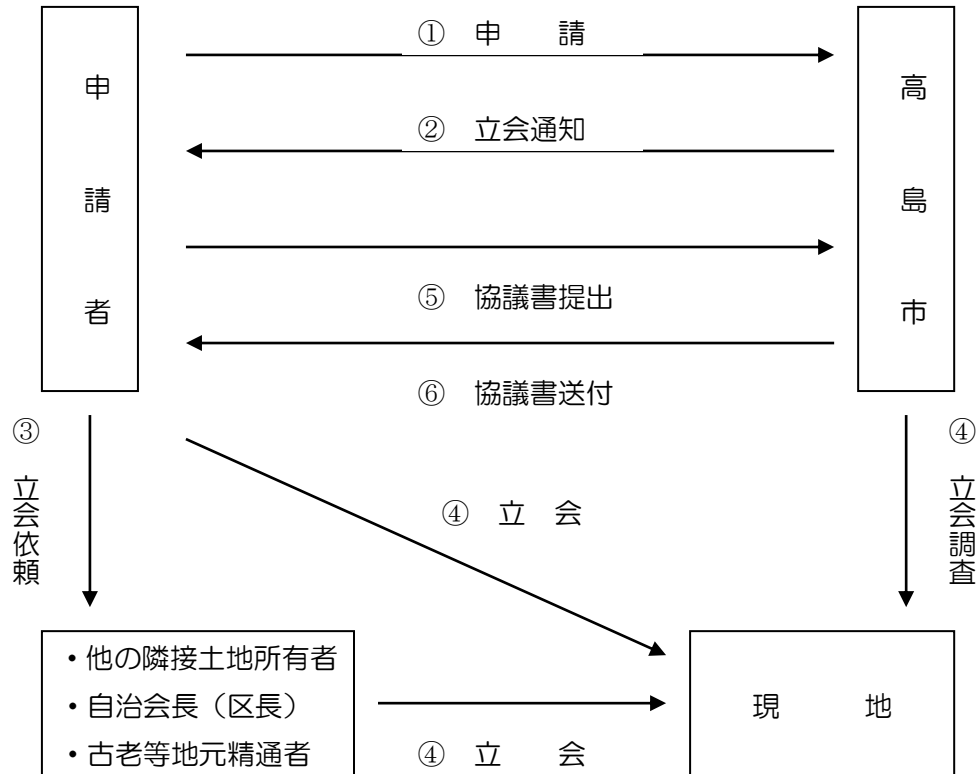 ① 申 請
② 立会通知
申請者
高島市
⑤ 協議書提出
⑥ 協議書送付
③ 立会依頼
④ 立 会
④ 立会調査
・他の隣接土地所有者
・自治会長（区長）
・古老等地元精通者
④ 立 会
現 地